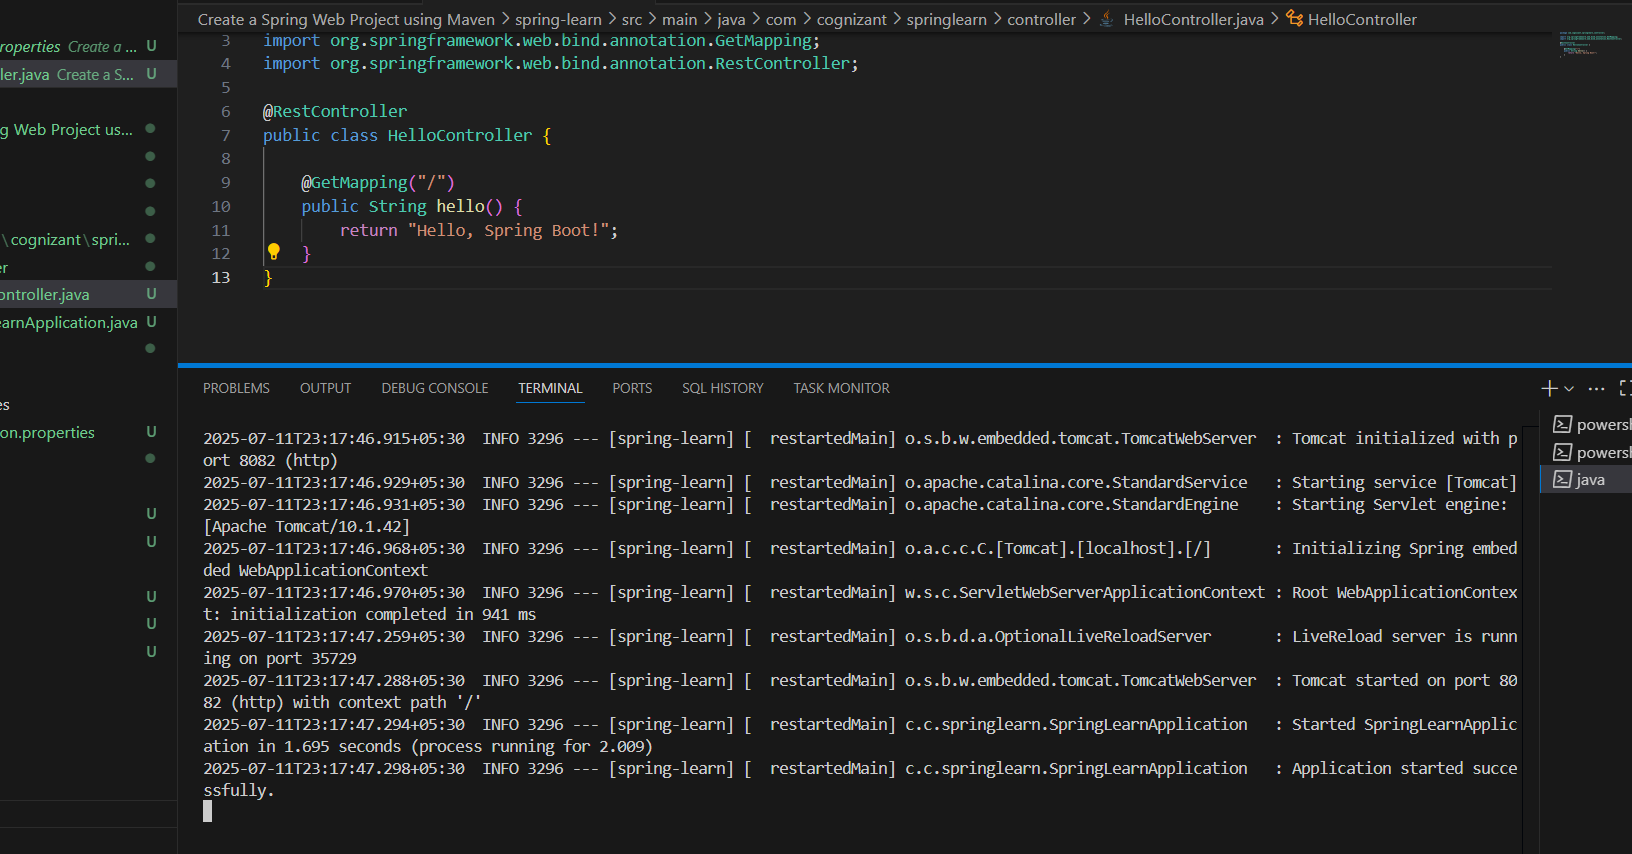 Create a Spring Web Project using Maven > spring-learn > src > main > java > com > cognizant > springlearn > controller > HelloController.java > HelloController
roperties Create a ... U
ler.java Create a S... U
g Web Project us...
\cognizant\spri...
er
ontroller.java U
earnApplication.java U
es
on.properties U
U
U
U
U
U
3 import org.springframework.web.bind.annotation.GetMapping;
4 import org.springframework.web.bind.annotation.RestController;
5
6 @RestController
7 public class HelloController {
8
9 @GetMapping("/")
10 public String hello() {
11 return "Hello, Spring Boot!";
12 }
13 }
PROBLEMS OUTPUT DEBUG CONSOLE TERMINAL PORTS SQL HISTORY TASK MONITOR
2025-07-11T23:17:46.915+05:30  INFO 3296 --- [spring-learn] [  restartedMain] o.s.b.w.embedded.tomcat.TomcatWebServer  : Tomcat initialized with p
ort 8082 (http)
2025-07-11T23:17:46.929+05:30  INFO 3296 --- [spring-learn] [  restartedMain] o.apache.catalina.core.StandardService   : Starting service [Tomcat]
2025-07-11T23:17:46.931+05:30  INFO 3296 --- [spring-learn] [  restartedMain] o.apache.catalina.core.StandardEngine    : Starting Servlet engine:
[Apache Tomcat/10.1.42]
2025-07-11T23:17:46.968+05:30  INFO 3296 --- [spring-learn] [  restartedMain] o.a.c.c.C.[Tomcat].[localhost].[/]       : Initializing Spring embed
ded WebApplicationContext
2025-07-11T23:17:46.970+05:30  INFO 3296 --- [spring-learn] [  restartedMain] w.s.c.ServletWebServerApplicationContext : Root WebApplicationContex
t: initialization completed in 941 ms
2025-07-11T23:17:47.259+05:30  INFO 3296 --- [spring-learn] [  restartedMain] o.s.b.d.a.OptionalLiveReloadServer       : LiveReload server is runn
ing on port 35729
2025-07-11T23:17:47.288+05:30  INFO 3296 --- [spring-learn] [  restartedMain] o.s.b.w.embedded.tomcat.TomcatWebServer  : Tomcat started on port 80
82 (http) with context path '/'
2025-07-11T23:17:47.294+05:30  INFO 3296 --- [spring-learn] [  restartedMain] c.c.springlearn.SpringLearnApplication   : Started SpringLearnApplic
ation in 1.695 seconds (process running for 2.009)
2025-07-11T23:17:47.298+05:30  INFO 3296 --- [spring-learn] [  restartedMain] c.c.springlearn.SpringLearnApplication   : Application started succe
ssfully.
powersh
powersh
java